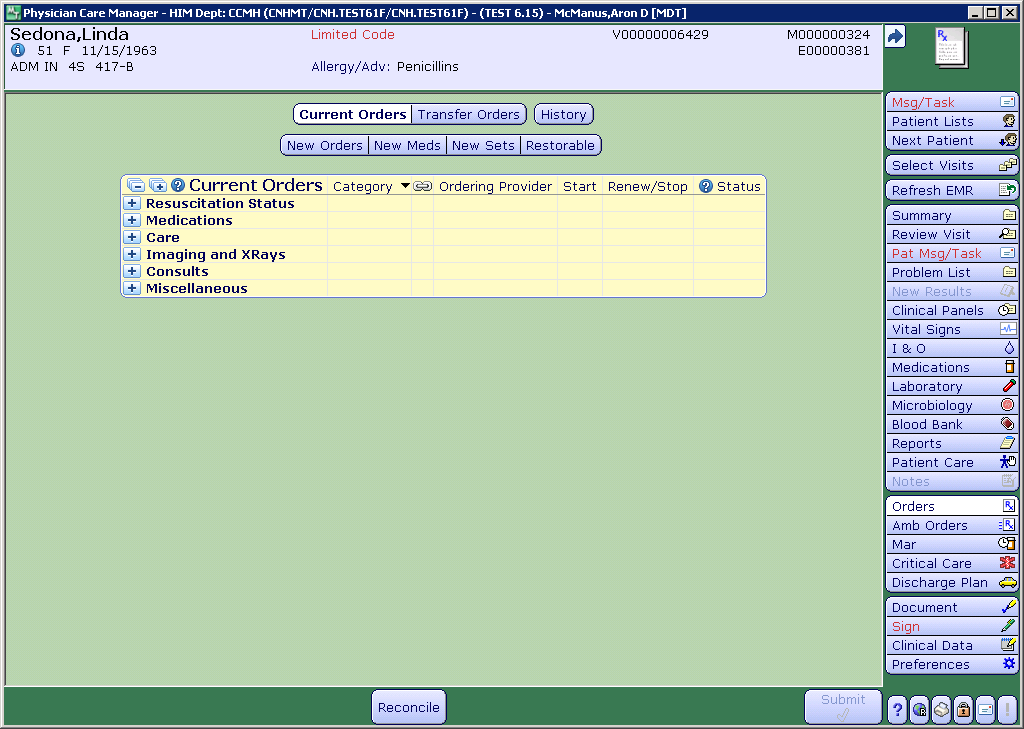 Physician Care Manager - HIM Dept: CCMH (CNHMT/CNH.TEST61F/CNH.TEST61F) - (TEST 6.15) - McManus,Aron D [MDT]
Sedona,Linda
Limited Code
V00000006429
M000000324
51 F 11/15/1963
E00000381
ADM IN 4S 417-B
Allergy/Adv: Penicillins
Current Orders Transfer Orders History
New Orders New Meds New Sets Restorable
Current Orders Category Ordering Provider Start Renew/Stop Status
Resuscitation Status
Medications
Care
Imaging and XRays
Consults
Miscellaneous
Msg/Task
Patient Lists
Next Patient
Select Visits
Refresh EMR
Summary
Review Visit
Pat Msg/Task
Problem List
New Results
Clinical Panels
Vital Signs
I & O
Medications
Laboratory
Microbiology
Blood Bank
Reports
Patient Care
Notes
Orders
Amb Orders
Mar
Critical Care
Discharge Plan
Document
Sign
Clinical Data
Preferences
Reconcile
Submit